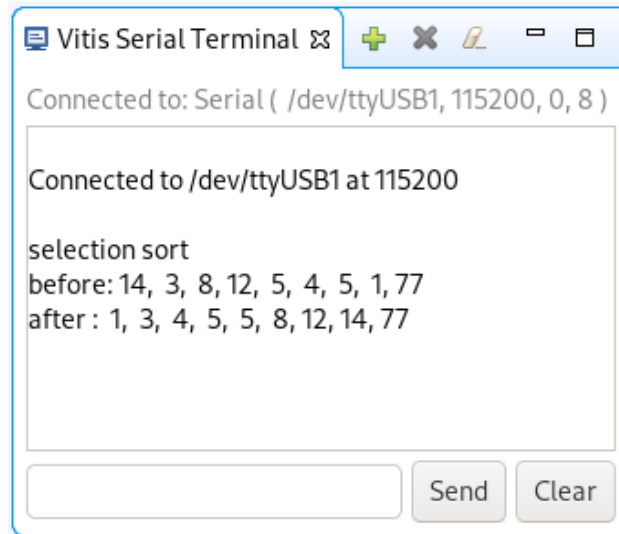 Vitis Serial Terminal
Connected to: Serial ( /dev/ttyUSB1, 115200, 0, 8 )
Connected to /dev/ttyUSB1 at 115200
selection sort
before: 14,  3,  8, 12,  5,  4,  5,  1, 77
after :  1,  3,  4,  5,  5,  8, 12, 14, 77
Send Clear